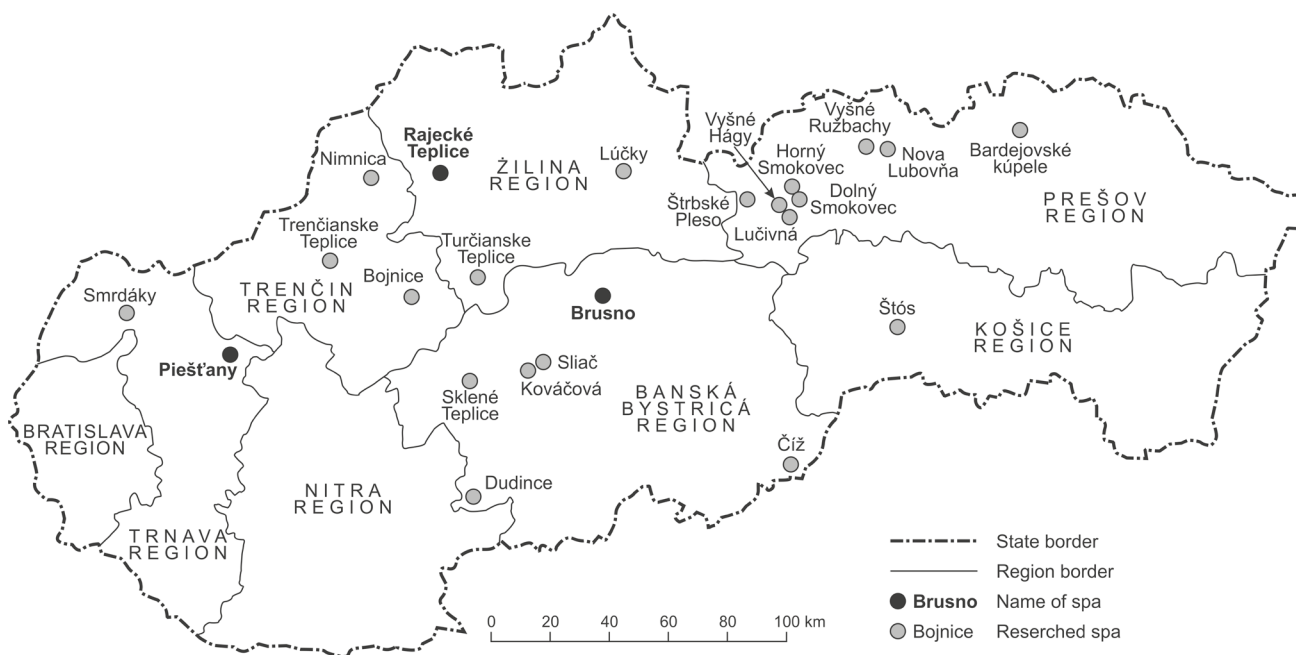 Vyšné
Hágy
Vyšné
Ružbachy
Rajecké
Teplice
Nimnica
ŽILINA
REGION
Lúčky
Horný
Smokovec
Nova
Lubovňa
Bardejovské
kúpele
Štrbské
Pleso
Dolný
Smokovec
Lučivná
PREŠOV
REGION
Trenčianske
Teplice
Turčianske
Teplice
Bojnice
TRENČIN
REGION
Smrdáky
Brusno
Štós
KOŠICE
REGION
Piešťany
Sliač
Kováčová
Sklené
Teplice
BANSKÁ
BYSTRICÁ
REGION
BRATISLAVA
REGION
Číž
NITRA
REGION
Dudince
TRNAVA
REGION
State border
Region border
Brusno Name of spa
Bojnice Reserched spa
0 20 40 60 80 100 km